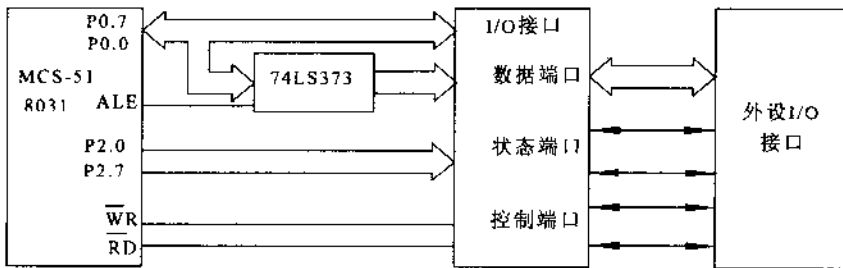 P0.7
P0.0
MCS-51
8031
ALE
P2.0
P2.7
WR
RD
74LS373
I/O接口
数据端口
状态端口
控制端口
外设I/O
接口